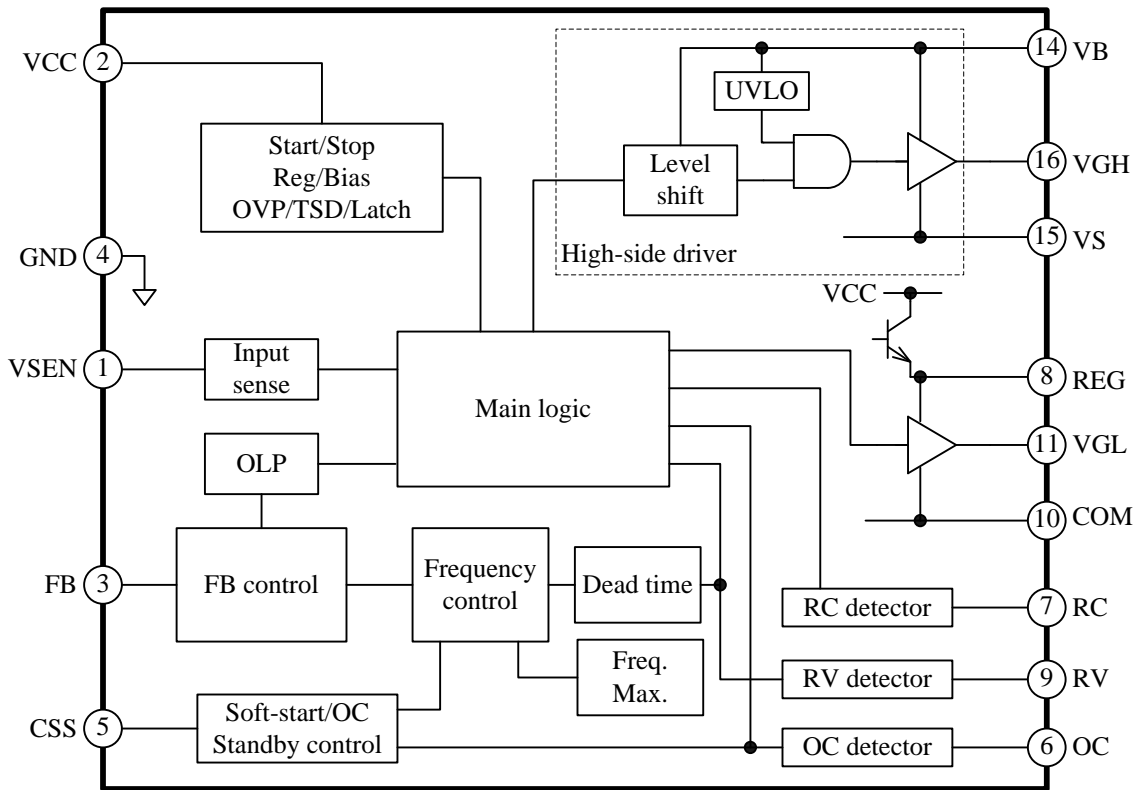 VCC
2
Start/Stop
Reg/Bias
OVP/TSD/Latch
GND
4
VSEN
1
Input
sense
OLP
FB
3
FB control
CSS
5
Soft-start/OC
Standby control
Main logic
Frequency
control
Dead time
Freq.
Max.
UVLO
Level
shift
High-side driver
14
VB
16
VGH
15
VS
VCC
8
REG
11
VGL
10
COM
RC detector
7
RC
RV detector
9
RV
OC detector
6
OC